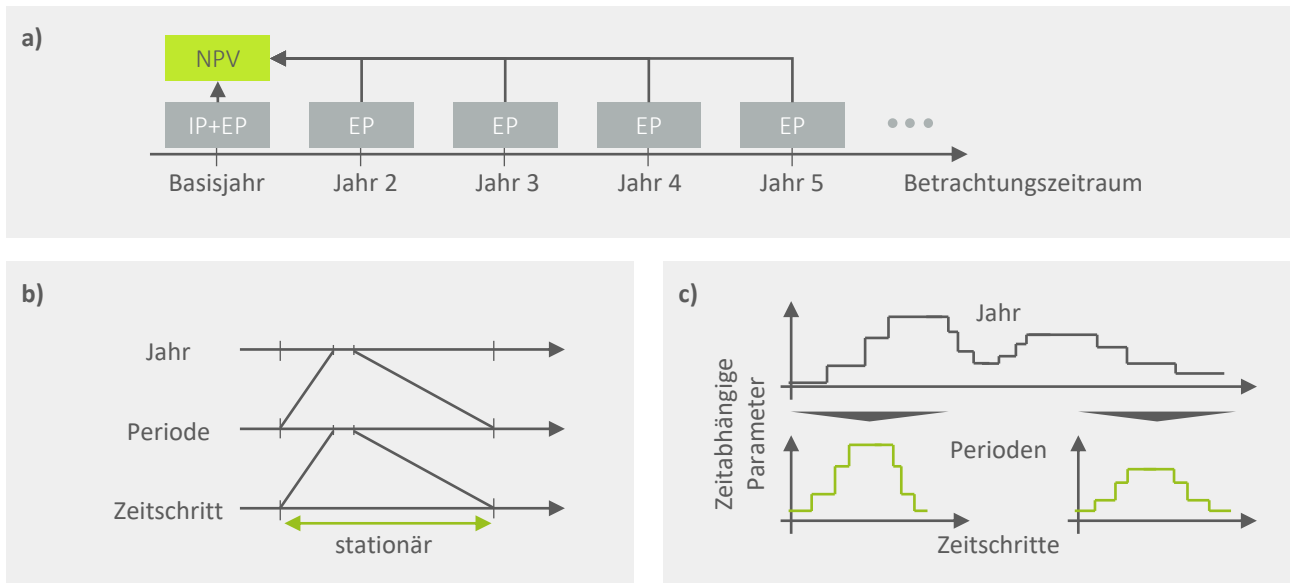 a)
NPV
IP+EP
EP
EP
EP
EP
Basisjahr
Jahr 2
Jahr 3
Jahr 4
Jahr 5
Betrachtungszeitraum
b)
Jahr
Periode
Zeitschritt
stationär
c)
Zeitabhängige
Parameter
Jahr
Perioden
Zeitschritte